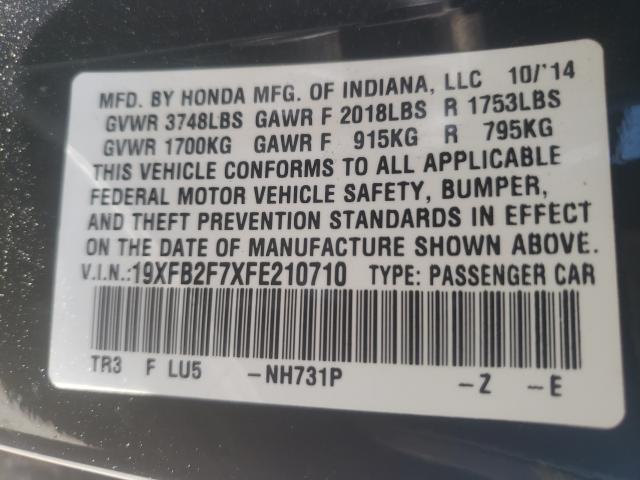 MFD. BY HONDA MFG. OF INDIANA, LLC 10/'14
GVWR 3748LBS GAWR F 2018LBS R 1753LBS
GVWR 1700KG GAWR F 915KG R 795KG
THIS VEHICLE CONFORMS TO ALL APPLICABLE
FEDERAL MOTOR VEHICLE SAFETY, BUMPER,
AND THEFT PREVENTION STANDARDS IN EFFECT
ON THE DATE OF MANUFACTURE SHOWN ABOVE.
V.I.N.:19XFB2F7XFE210710 TYPE: PASSENGER CAR
TR3 F LU5 -NH731P -Z -E